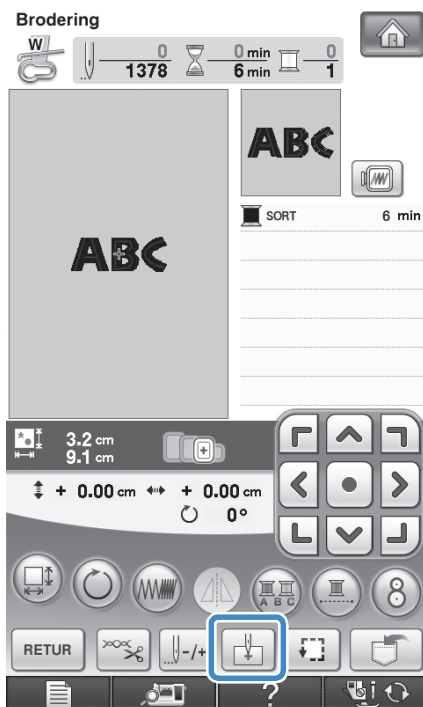 Brodering
W
0 0 min 0
1378 6 min 1
ABC
ABC
SORT 6 min
3.2 cm
9.1 cm
+ 0.00 cm + 0.00 cm
0°
A B C
8
RETUR -/+
? i